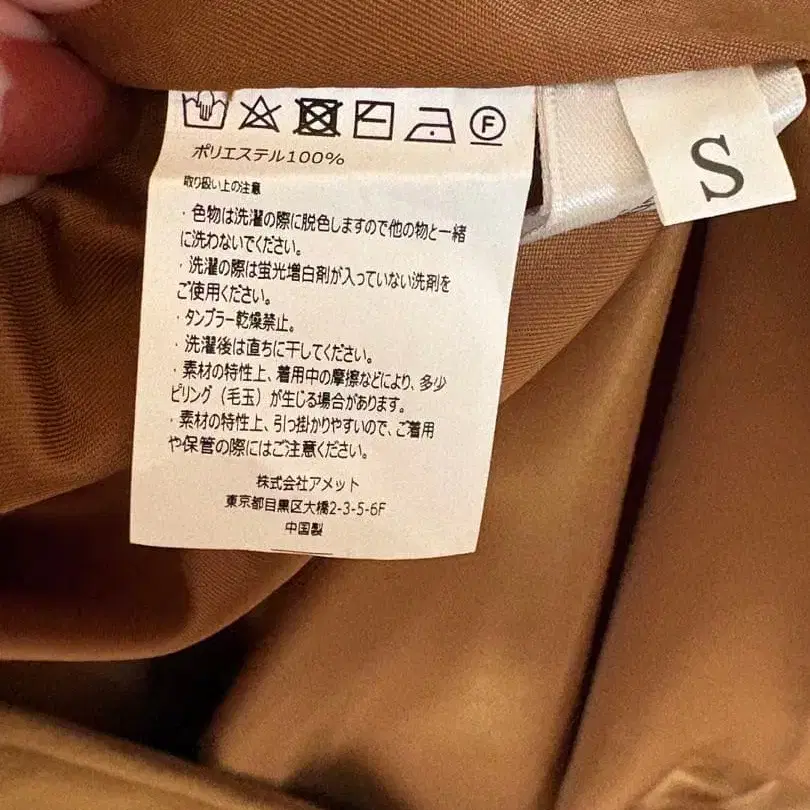 F
S
ポリエステル100%
取り扱い上の注意
・色物は洗濯の際に脱色しますので他の物と一緒
に洗わないでください。
・洗濯の際は蛍光増白剤が入っていない洗剤を
ご使用ください。
・タンブラー乾燥禁止。
・洗濯後は直ちに干してください。
・素材の特性上、着用中の摩擦などにより、多少
ピリング（毛玉）が生じる場合があります。
・素材の特性上、引っ掛かりやすいので、ご着用
や保管の際にはご注意ください。
株式会社アメット
東京都目黒区大橋2-3-5-6F
中国製